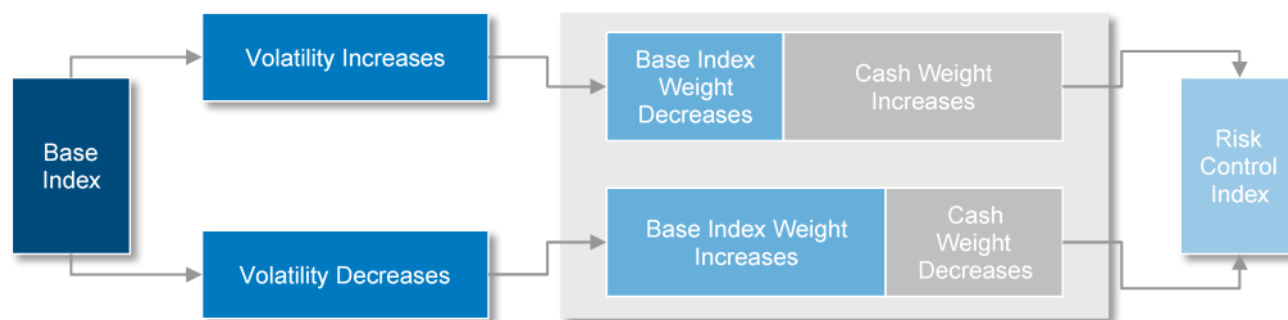 Base
Index
Volatility Increases
Base Index
Weight
Decreases
Cash Weight
Increases
Volatility Decreases
Base Index Weight
Increases
Cash
Weight
Decreases
Risk
Control
Index